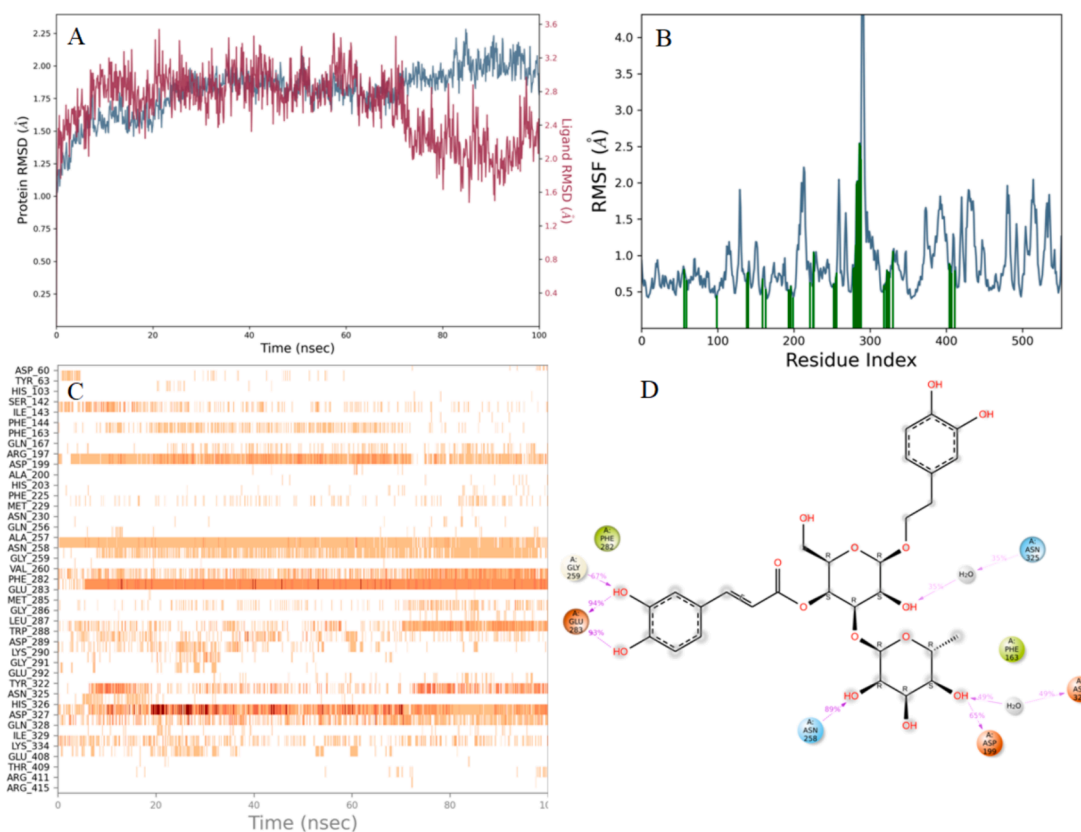 A
B
Protein RMSD (Å)
2.25
2.00
1.75
1.50
1.25
1.00
0.75
0.50
0.25
3.6
3.2
2.8
2.4
2.0
1.6
1.2
0.8
0.4
Ligand RMSD (Å)
0 20 40 60 80 100
Time (nsec)
RMSF (Å)
4.0
3.5
3.0
2.5
2.0
1.5
1.0
0.5
0 100 200 300 400 500
Residue Index
C
ASP_60
TYR_63
HIS_103
SER_142
ILE_143
PHE_144
PHE_163
GLN_167
ARG_197
ASP_199
ALA_200
HIS_203
PHE_225
MET_229
ASN_230
GLN_256
ALA_257
ASN_258
GLY_259
VAL_260
PHE_282
GLU_283
MET_285
GLY_286
LEU_287
TRP_288
ASP_289
LYS_290
GLY_291
GLU_292
TYR_322
ASN_325
HIS_326
ASP_327
GLN_328
ILE_329
LYS_334
GLU_408
THR_409
ARG_411
ARG_415
0 20 40 60 80 10
Time (nsec)
D
OH
OH
A:
PHE
282
A:
GLY
259
67%
HO
94%
A:
GLU
283
93%
HO
OH
O
O
O
O
R
R
S
R
S
OH
35%
H₂O
35%
A:
ASN
325
O
O
R
R
R
R
S
HO
OH
OH
89%
A:
ASN
258
A:
PHE
163
49%
H₂O
49%
A:
65%
A:
ASP
199